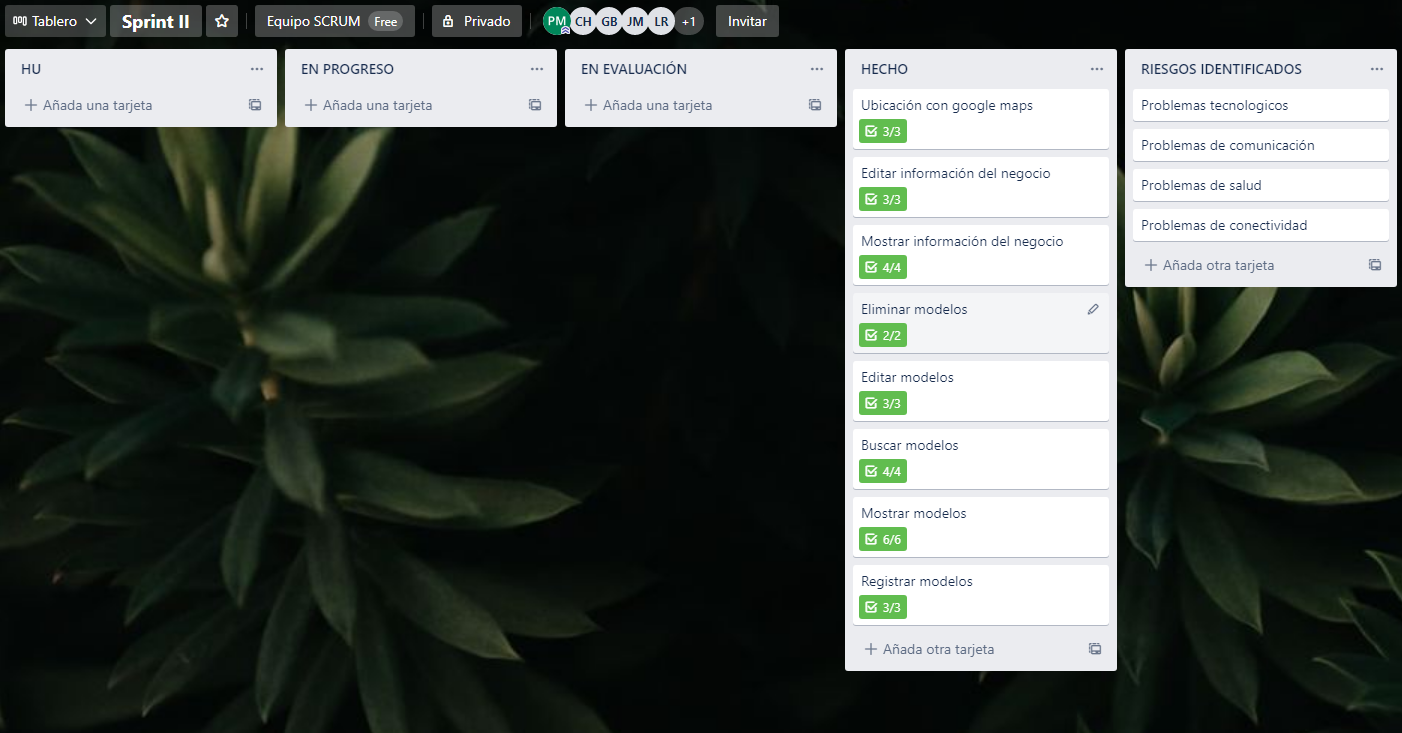 Tablero
Sprint II
Equipo SCRUM Free
Privado
PM CH GB JM LR +1
Invitar
HU
Añada una tarjeta
EN PROGRESO
Añada una tarjeta
EN EVALUACIÓN
Añada una tarjeta
HECHO
Ubicación con google maps
3/3
Editar información del negocio
3/3
Mostrar información del negocio
4/4
Eliminar modelos
2/2
Editar modelos
3/3
Buscar modelos
4/4
Mostrar modelos
6/6
Registrar modelos
3/3
Añada otra tarjeta
RIESGOS IDENTIFICADOS
Problemas tecnologicos
Problemas de comunicación
Problemas de salud
Problemas de conectividad
Añada otra tarjeta